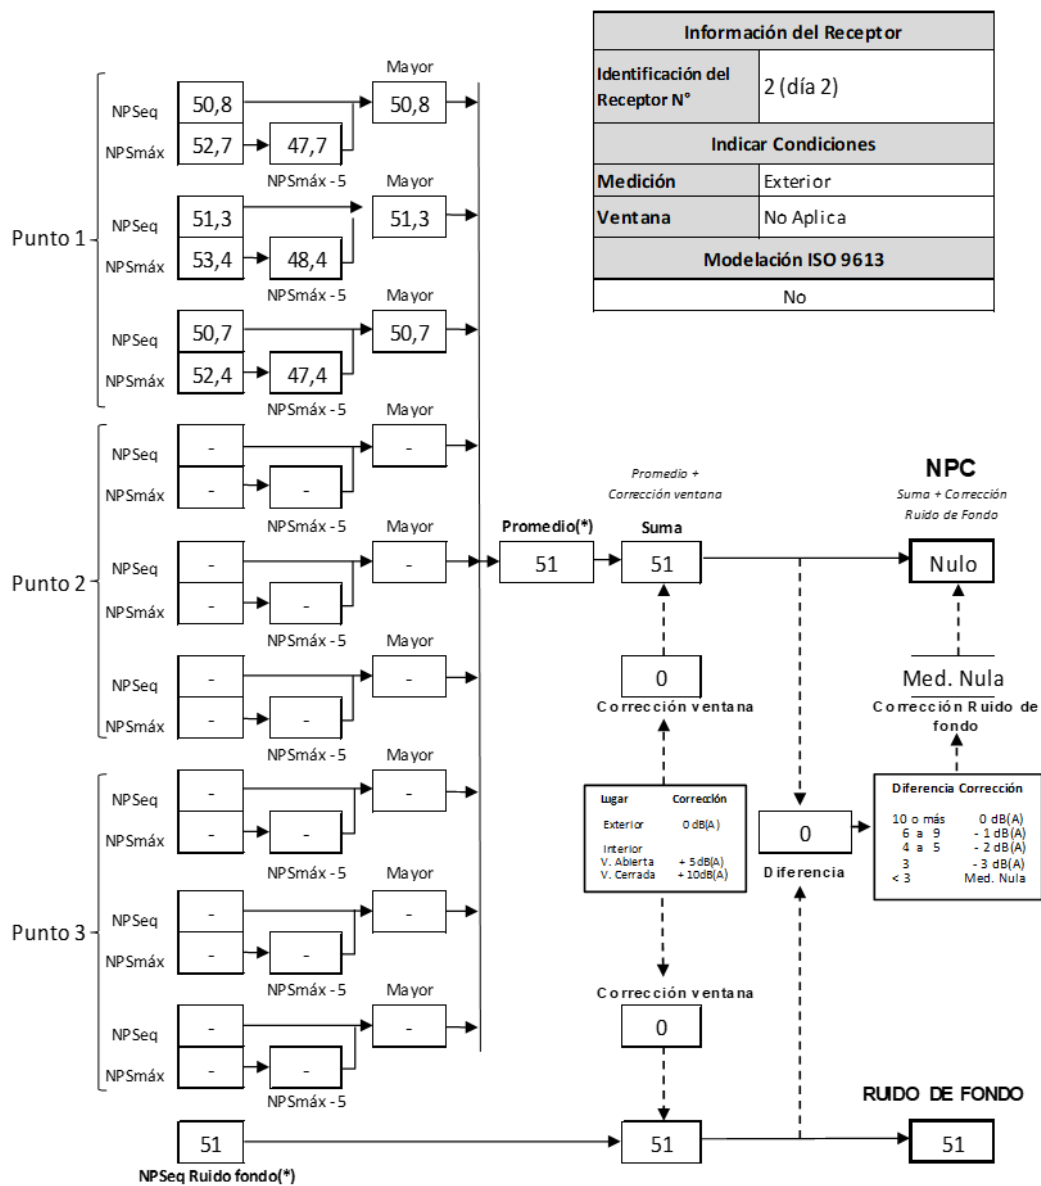 Información del Receptor
Identificación del Receptor N°
2 (día 2)
Indicar Condiciones
Medición
Exterior
Ventana
No Aplica
Modelación ISO 9613
No
Punto 1
Mayor
NPSeq
50,8
50,8
NPSmáx
52,7
47,7
NPSmáx - 5
Mayor
NPSeq
51,3
51,3
NPSmáx
53,4
48,4
NPSmáx - 5
Mayor
NPSeq
50,7
50,7
NPSmáx
52,4
47,4
NPSmáx - 5
Punto 2
Mayor
NPSeq
-
-
NPSmáx
-
-
NPSmáx - 5
Mayor
NPSeq
-
-
NPSmáx
-
-
NPSmáx - 5
Mayor
NPSeq
-
-
NPSmáx
-
-
NPSmáx - 5
Punto 3
Mayor
NPSeq
-
-
NPSmáx
-
-
NPSmáx - 5
Mayor
NPSeq
-
-
NPSmáx
-
-
NPSmáx - 5
Mayor
NPSeq
-
-
NPSmáx
-
-
NPSmáx - 5
Promedio(*)
51
Promedio +
Corrección ventana
Suma
51
NPC
Suma + Corrección
Ruido de Fondo
Nulo
0
Corrección ventana
Med. Nula
Corrección Ruido de
fondo
Lugar Corrección
Exterior 0 dB(A)
Interior
V. Abierta + 5dB(A)
V. Cerrada + 10dB(A)
0
Diferencia
Diferencia Corrección
10 o más 0 dB(A)
6 a 9 - 1 dB(A)
4 a 5 - 2 dB(A)
3 - 3 dB(A)
< 3 Med. Nula
Corrección ventana
0
RUIDO DE FONDO
51
51
51
NPSeq Ruido fondo(*)